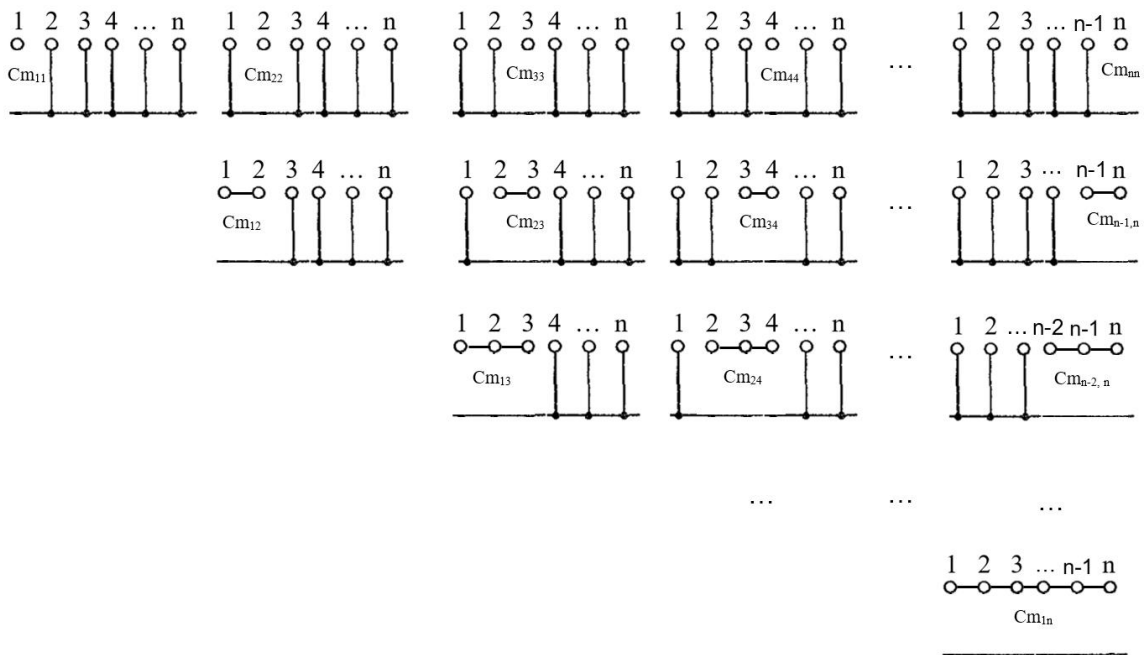 1 2 3 4 ... n 1 2 3 4 ... n 1 2 3 4 ... n 1 2 3 4 ... n 1 2 3 ... n-1 n
Cm11 Cm22 Cm33 Cm44 ... Cmnn
1 2 3 4 ... n 1 2 3 4 ... n 1 2 3 4 ... n 1 2 3 ... n-1 n
Cm12 Cm23 Cm34 ... Cmn-1,n
1 2 3 4 ... n 1 2 3 4 ... n 1 2 ... n-2 n-1 n
Cm13 Cm24 ... Cmn-2, n
... ... ...
1 2 3 ... n-1 n
Cm1n